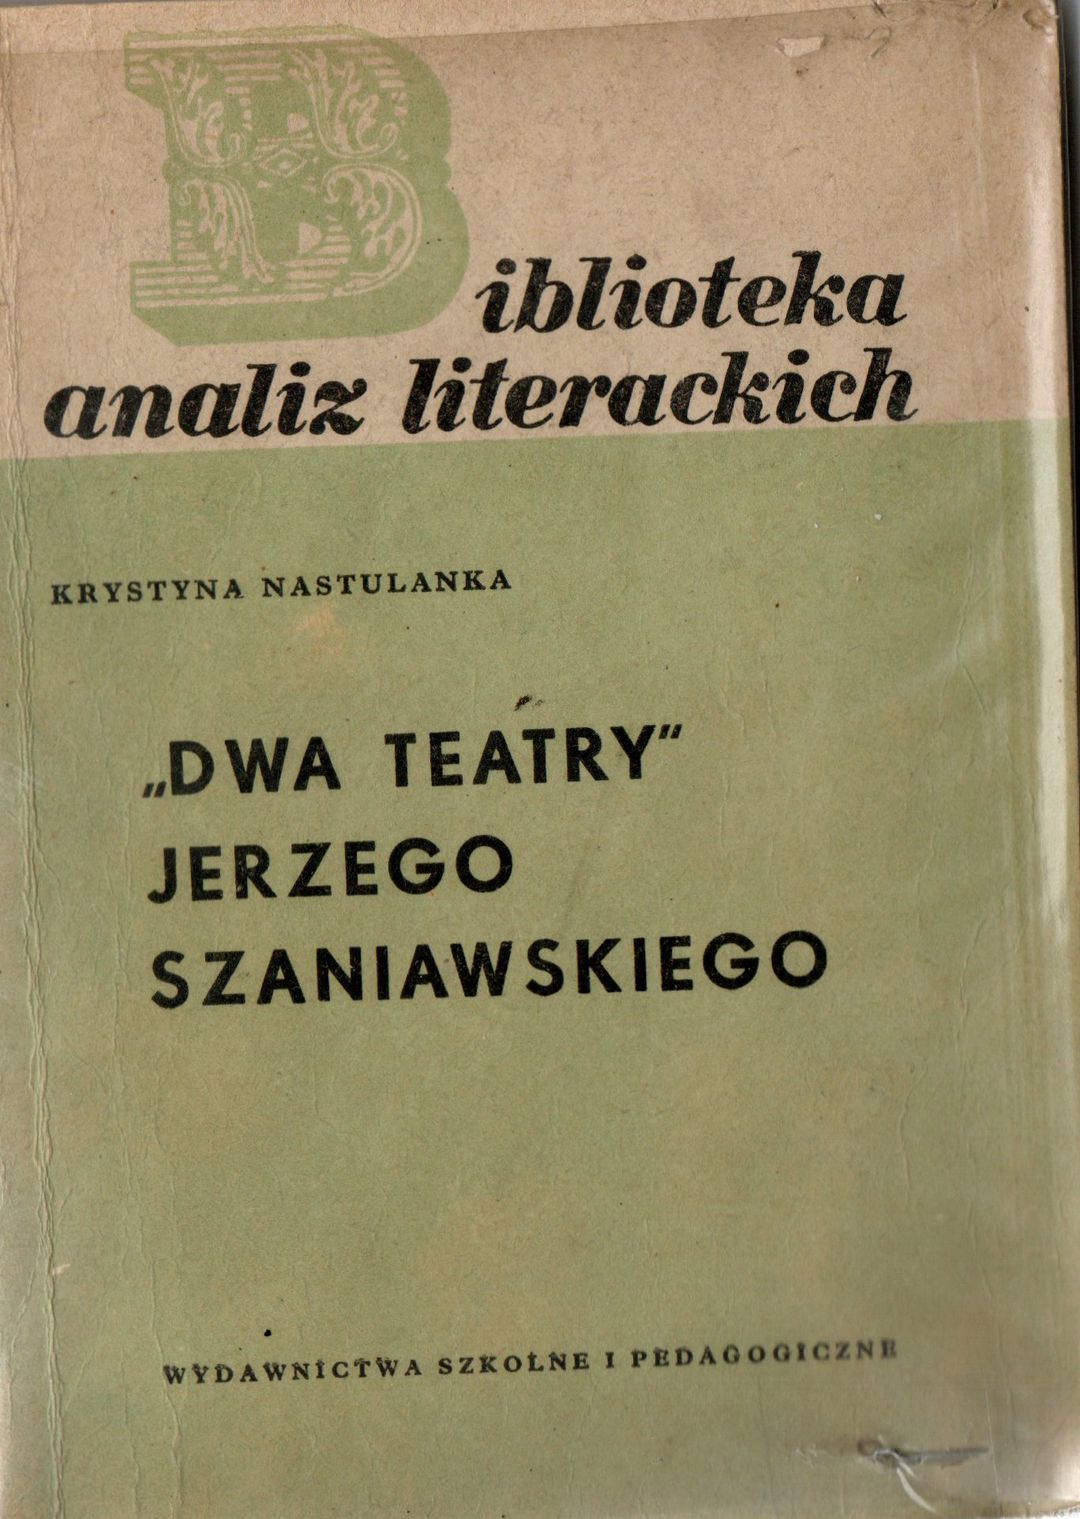 Biblioteka
analiz literackich
KRYSTYNA NASTULANKA
„DWA TEATRY”
JERZEGO
SZANIAWSKIEGO
WYDAWNICTWA SZKOLNE I PEDAGOGICZNE